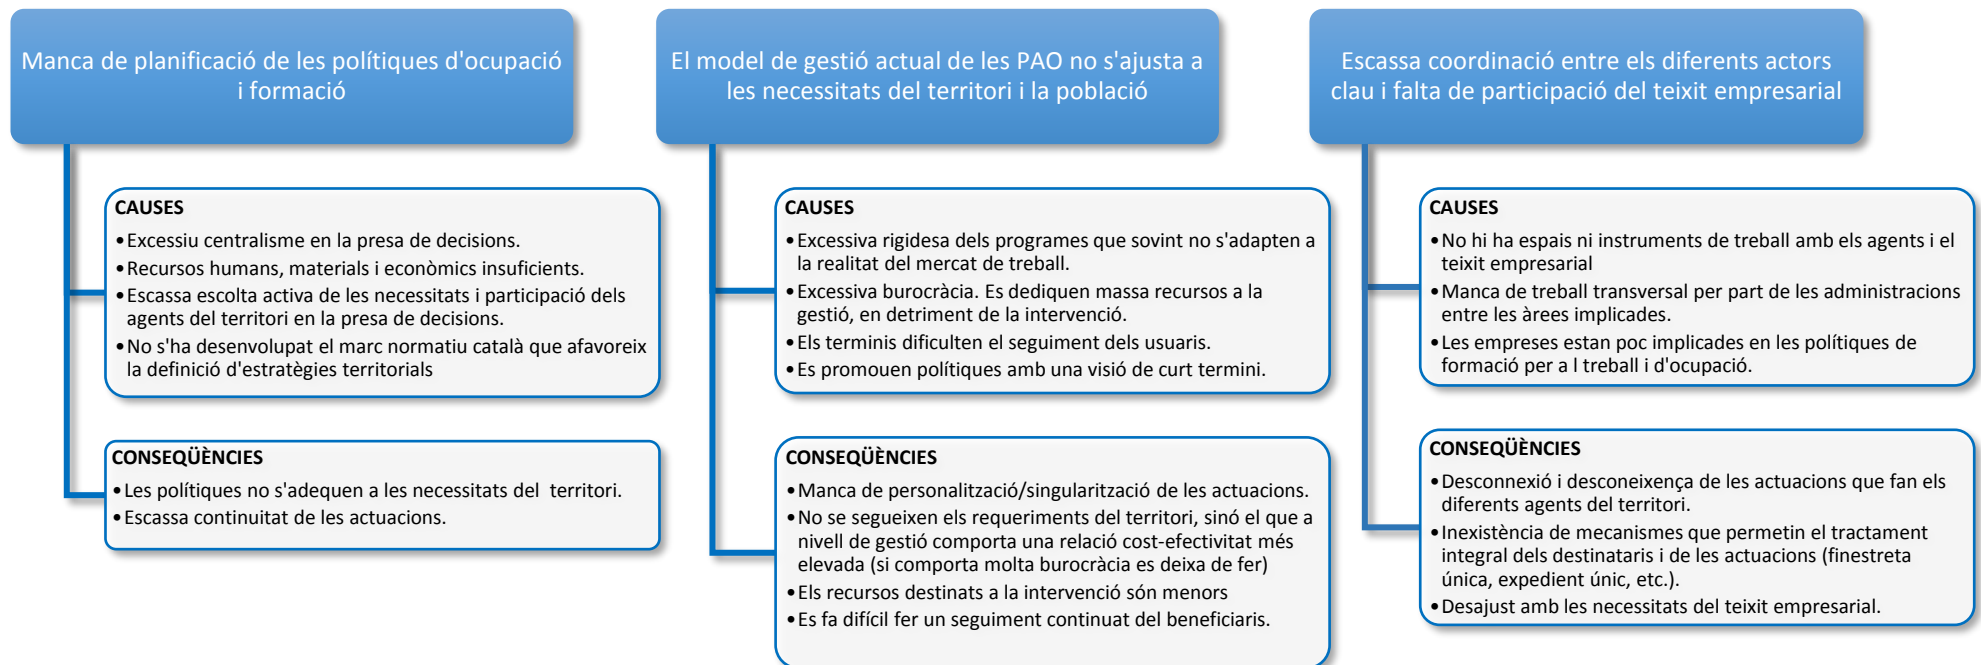 Manca de planificació de les polítiques d'ocupació
i formació
CAUSES
•Excessiu centralisme en la presa de decisions.
•Recursos humans, materials i econòmics insuficients.
•Escassa escolta activa de les necessitats i participació dels
agents del territori en la presa de decisions.
•No s'ha desenvolupat el marc normatiu català que afavoreix
la definició d'estratègies territorials
CONSEQÜÈNCIES
•Les polítiques no s'adequen a les necessitats del territori.
•Escassa continuitat de les actuacions.
El model de gestió actual de les PAO no s'ajusta a
les necessitats del territori i la població
CAUSES
•Excessiva rigidesa dels programes que sovint no s'adapten a
la realitat del mercat de treball.
•Excessiva burocràcia. Es dediquen massa recursos a la
gestió, en detriment de la intervenció.
•Els terminis dificulten el seguiment dels usuaris.
•Es promouen polítiques amb una visió de curt termini.
CONSEQÜÈNCIES
•Manca de personalització/singularització de les actuacions.
•No se segueixen els requeriments del territori, sinó el que a
nivell de gestió comporta una relació cost-efectivitat més
elevada (si comporta molta burocràcia es deixa de fer)
•Els recursos destinats a la intervenció són menors
•Es fa difícil fer un seguiment continuat del beneficiaris.
Escassa coordinació entre els diferents actors
clau i falta de participació del teixit empresarial
CAUSES
•No hi ha espais ni instruments de treball amb els agents i el
teixit empresarial
•Manca de treball transversal per part de les administracions
entre les àrees implicades.
•Les empreses estan poc implicades en les polítiques de
formació per a l treball i d'ocupació.
CONSEQÜÈNCIES
•Desconnexió i desconeixença de les actuacions que fan els
diferents agents del territori.
•Inexistència de mecanismes que permetin el tractament
integral dels destinataris i de les actuacions (finestreta
única, expedient únic, etc.).
•Desajust amb les necessitats del teixit empresarial.